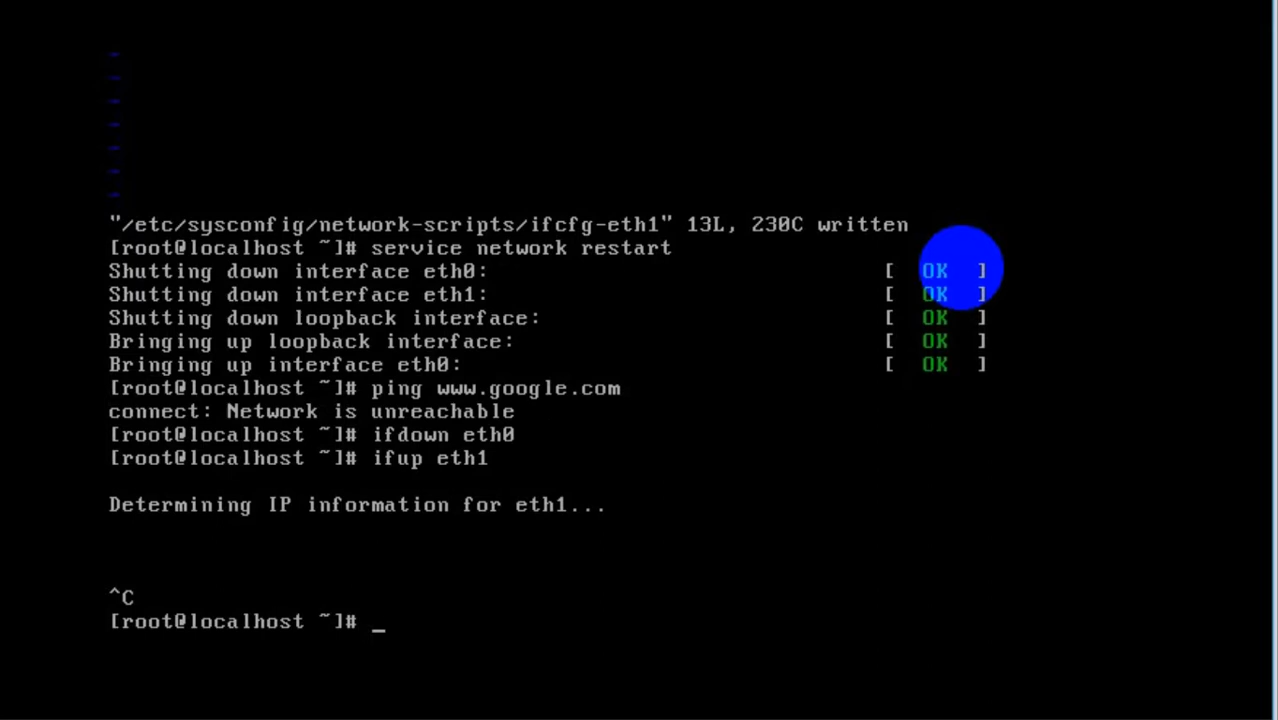 ~
~
~
~
~
~
~
"/etc/sysconfig/network-scripts/ifcfg-eth1" 13L, 230C written
[root@localhost ~]# service network restart
Shutting down interface eth0: [ OK ]
Shutting down interface eth1: [ OK ]
Shutting down loopback interface: [ OK ]
Bringing up loopback interface: [ OK ]
Bringing up interface eth0: [ OK ]
[root@localhost ~]# ping www.google.com
connect: Network is unreachable
[root@localhost ~]# ifdown eth0
[root@localhost ~]# ifup eth1
Determining IP information for eth1...
^C
[root@localhost ~]# _